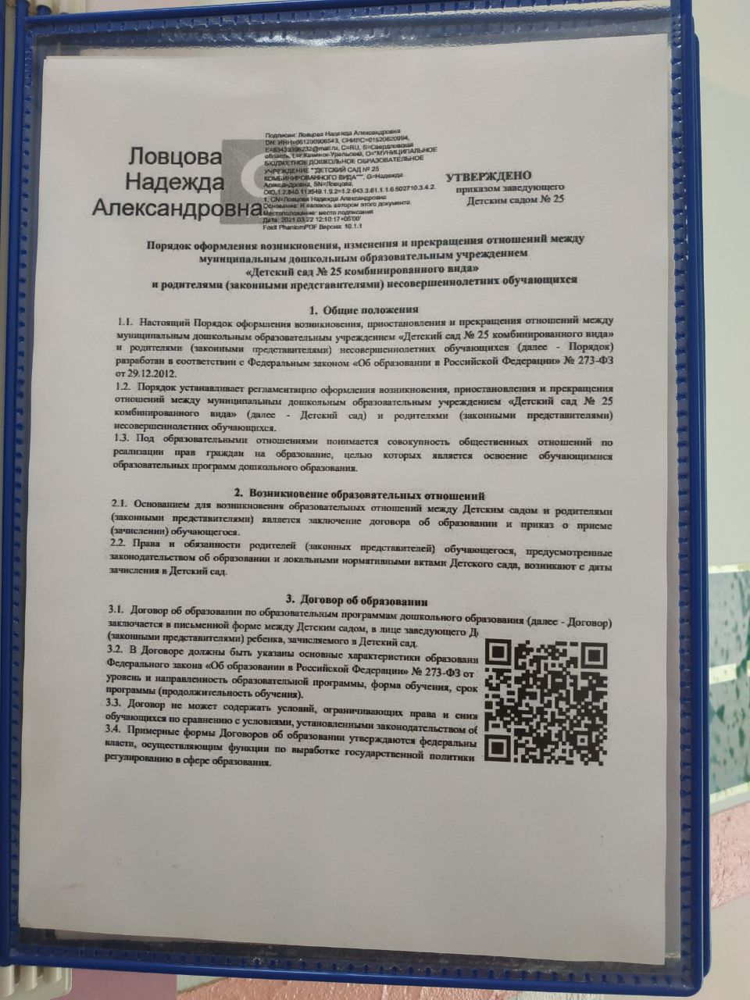 Ловцова
Надежда
Александровна
Подписан: Ловцова Надежда Александровна
DN: ИНН=661200906543, СНИЛС=01520620994,
E=83439396232@mail.ru, C=RU, S=Свердловская
область, L=г.Каменск-Уральский, O="МУНИЦИПАЛЬНОЕ
БЮДЖЕТНОЕ ДОШКОЛЬНОЕ ОБРАЗОВАТЕЛЬНОЕ
УЧРЕЖДЕНИЕ ""ДЕТСКИЙ САД № 25
КОМБИНИРОВАННОГО ВИДА""", G=Надежда
Александровна, SN=Ловцова,
OID.1.2.840.113549.1.9.2=1.2.643.3.61.1.1.6.502710.3.4.2.
1, CN=Ловцова Надежда Александровна
Основание: Я являюсь автором этого документа
Местоположение: место подписания
Дата: 2021.03.22 12:10:17+05'00'
Foxit PhantomPDF Версия: 10.1.1
УТВЕРЖДЕНО
приказом заведующего
Детским садом № 25
Порядок оформления возникновения, изменения и прекращения отношений между
муниципальным дошкольным образовательным учреждением
«Детский сад № 25 комбинированного вида»
и родителями (законными представителями) несовершеннолетних обучающихся
1. Общие положения
1.1. Настоящий Порядок оформления возникновения, приостановления и прекращения отношений между
муниципальным дошкольным образовательным учреждением «Детский сад № 25 комбинированного вида»
и родителями (законными представителями) несовершеннолетних обучающихся (далее - Порядок)
разработан в соответствии с Федеральным законом «Об образовании в Российской Федерации» № 273-ФЗ
от 29.12.2012.
1.2. Порядок устанавливает регламентацию оформления возникновения, приостановления и прекращения
отношений между муниципальным дошкольным образовательным учреждением «Детский сад № 25
комбинированного вида» (далее - Детский сад) и родителями (законными представителями)
несовершеннолетних обучающихся.
1.3. Под образовательными отношениями понимается совокупность общественных отношений по
реализации прав граждан на образование, целью которых является освоение обучающимися
образовательных программ дошкольного образования.
2. Возникновение образовательных отношений
2.1. Основанием для возникновения образовательных отношений между Детским садом и родителями
(законными представителями) является заключение договора об образовании и приказ о приеме
(зачислении) обучающегося.
2.2. Права и обязанности родителей (законных представителей) обучающегося, предусмотренные
законодательством об образовании и локальными нормативными актами Детского сада, возникают с даты
зачисления в Детский сад.
3. Договор об образовании
3.1. Договор об образовании по образовательным программам дошкольного образования (далее - Договор)
заключается в письменной форме между Детским садом, в лице заведующего Де
(законными представителями) ребенка, зачисляемого в Детский сад.
3.2. В Договоре должны быть указаны основные характеристики образовани
Федерального закона «Об образовании в Российской Федерации» № 273-ФЗ от
уровень и направленность образовательной программы, форма обучения, срок
программы (продолжительность обучения).
3.3. Договор не может содержать условий, ограничивающих права и сниж
обучающихся по сравнению с условиями, установленными законодательством об
3.4. Примерные формы Договоров об образовании утверждаются федеральны
власти, осуществляющим функции по выработке государственной политики
регулированию в сфере образования.